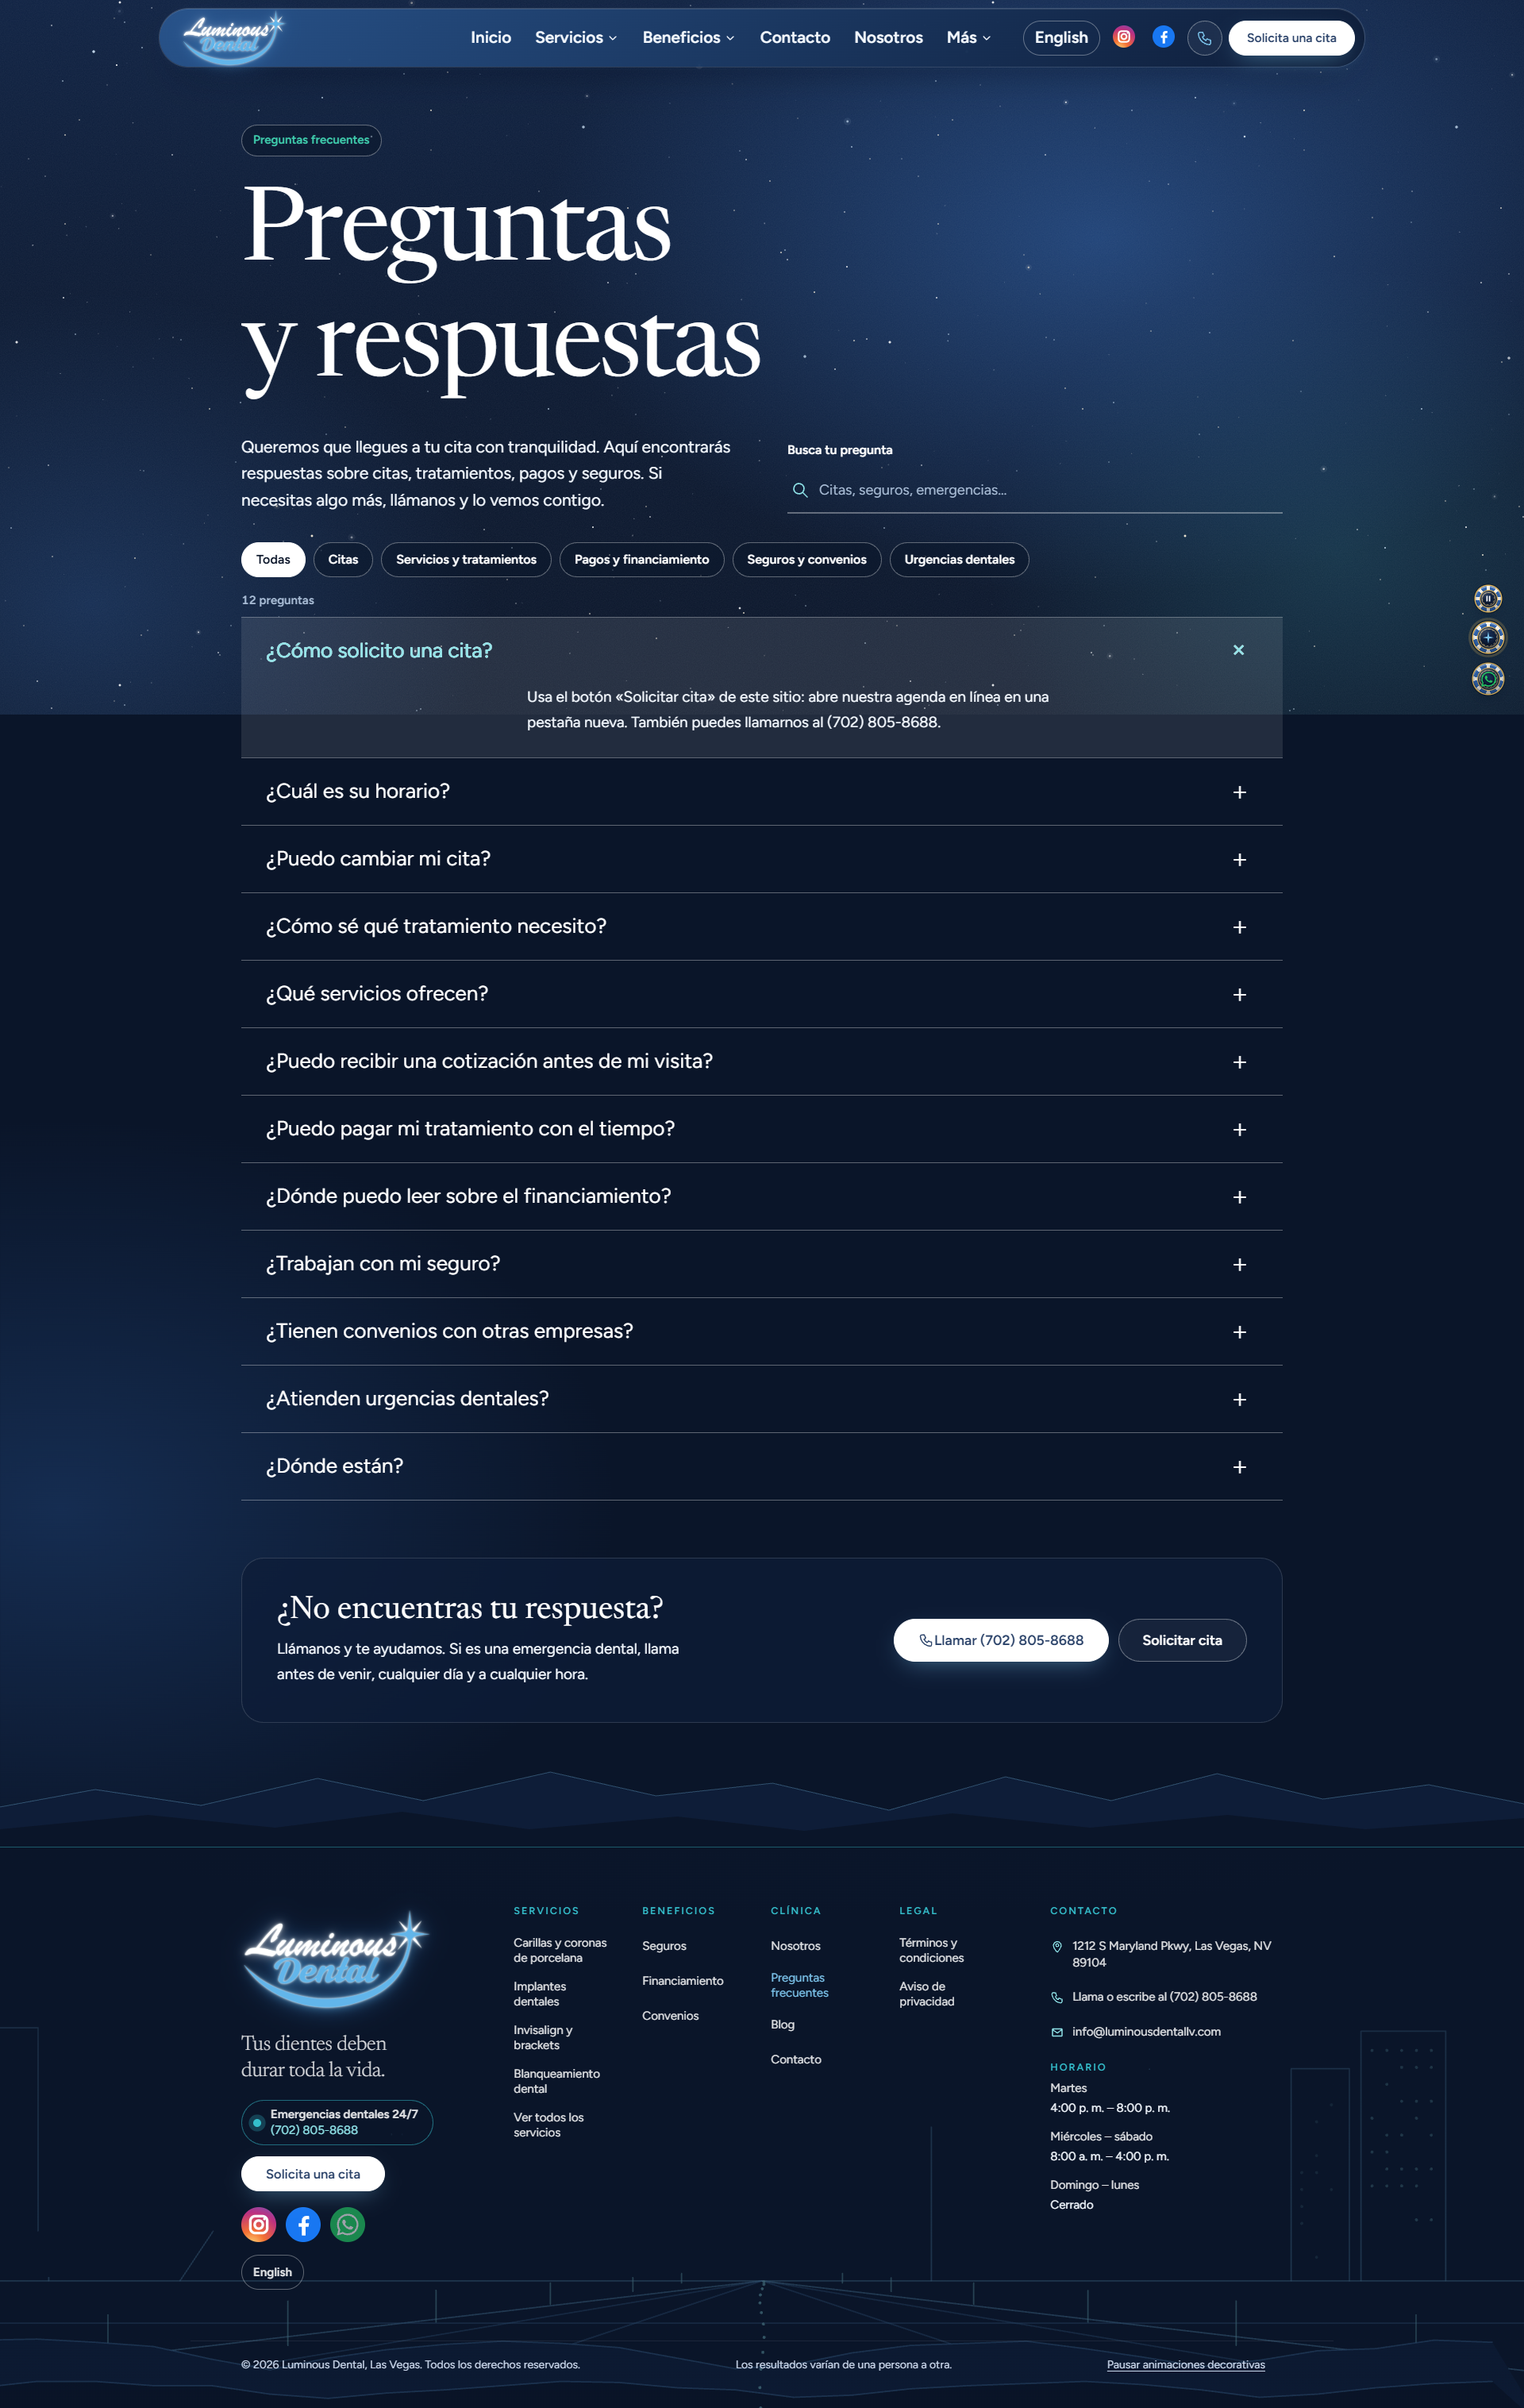 Luminous
Dental
Inicio
Servicios
Beneficios
Contacto
Nosotros
Más
English
Solicita una cita
Preguntas frecuentes
Preguntas
y respuestas
Queremos que llegues a tu cita con tranquilidad. Aquí encontrarás
respuestas sobre citas, tratamientos, pagos y seguros. Si
necesitas algo más, llámanos y lo vemos contigo.
Busca tu pregunta
Citas, seguros, emergencias...
Todas
Citas
Servicios y tratamientos
Pagos y financiamiento
Seguros y convenios
Urgencias dentales
12 preguntas
¿Cómo solicito una cita?
Usa el botón «Solicitar cita» de este sitio: abre nuestra agenda en línea en una
pestaña nueva. También puedes llamarnos al (702) 805-8688.
¿Cuál es su horario?
¿Puedo cambiar mi cita?
¿Cómo sé qué tratamiento necesito?
¿Qué servicios ofrecen?
¿Puedo recibir una cotización antes de mi visita?
¿Puedo pagar mi tratamiento con el tiempo?
¿Dónde puedo leer sobre el financiamiento?
¿Trabajan con mi seguro?
¿Tienen convenios con otras empresas?
¿Atienden urgencias dentales?
¿Dónde están?
¿No encuentras tu respuesta?
Llámanos y te ayudamos. Si es una emergencia dental, llama
antes de venir, cualquier día y a cualquier hora.
Llamar (702) 805-8688
Solicitar cita
Luminous
Dental
Tus dientes deben
durar toda la vida.
Emergencias dentales 24/7
(702) 805-8688
Solicita una cita
English
SERVICIOS
Carillas y coronas
de porcelana
Implantes
dentales
Invisalign y
brackets
Blanqueamiento
dental
Ver todos los
servicios
BENEFICIOS
Seguros
Financiamiento
Convenios
CLÍNICA
Nosotros
Preguntas
frecuentes
Blog
Contacto
LEGAL
Términos y
condiciones
Aviso de
privacidad
CONTACTO
1212 S Maryland Pkwy, Las Vegas, NV
89104
Llama o escribe al (702) 805-8688
info@luminousdentallv.com
HORARIO
Martes
4:00 p. m. – 8:00 p. m.
Miércoles – sábado
8:00 a. m. – 4:00 p. m.
Domingo – lunes
Cerrado
© 2026 Luminous Dental, Las Vegas. Todos los derechos reservados.
Los resultados varían de una persona a otra.
Pausar animaciones decorativas